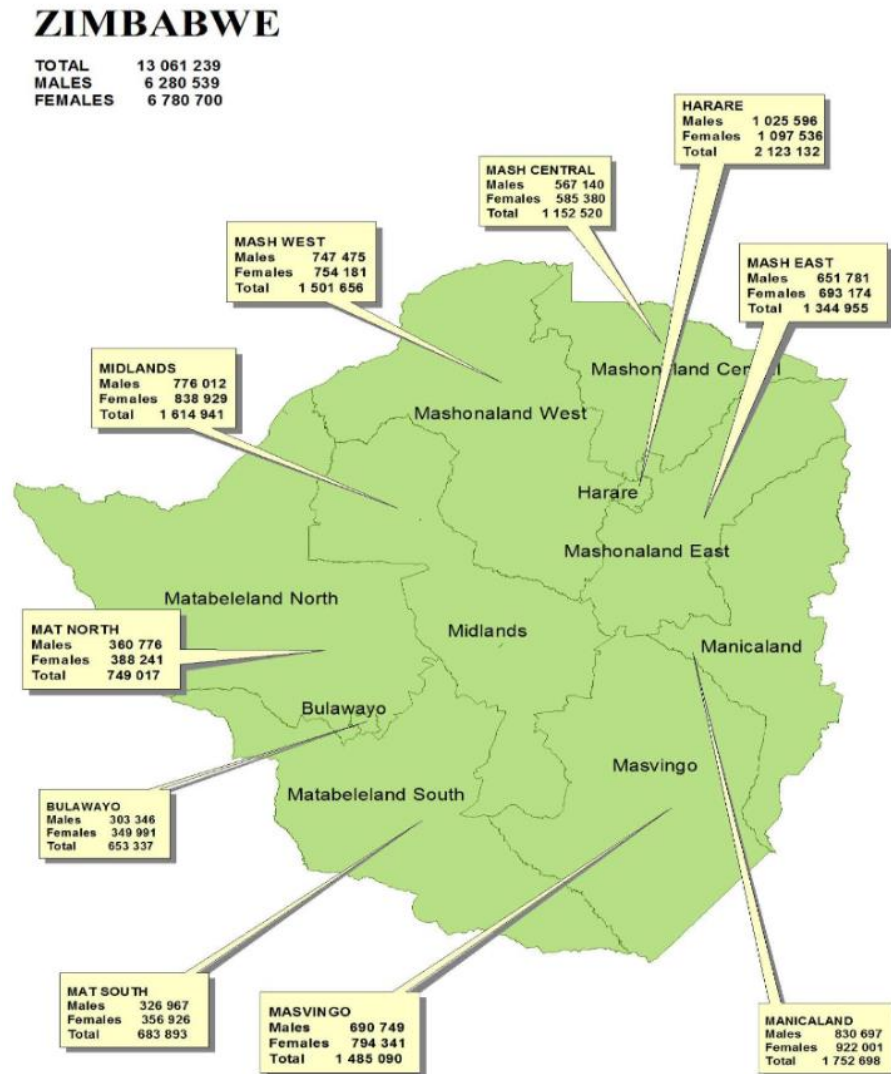 ZIMBABWE
TOTAL 13 061 239
MALES 6 280 539
FEMALES 6 780 700
HARARE
Males 1 025 596
Females 1 097 536
Total 2 123 132
MASH CENTRAL
Males 567 140
Females 585 380
Total 1 152 520
MASH WEST
Males 747 475
Females 754 181
Total 1 501 656
MASH EAST
Males 651 781
Females 693 174
Total 1 344 955
MIDLANDS
Males 776 012
Females 838 929
Total 1 614 941
Mashonaland Central
Mashonaland West
Harare
Mashonaland East
Matabeleland North
MAT NORTH
Males 360 776
Females 388 241
Total 749 017
Midlands
Manicaland
Bulawayo
Masvingo
Matabeleland South
BULAWAYO
Males 303 346
Females 349 991
Total 653 337
MAT SOUTH
Males 326 967
Females 356 926
Total 683 893
MASVINGO
Males 690 749
Females 794 341
Total 1 485 090
MANICALAND
Males 830 697
Females 922 001
Total 1 752 698